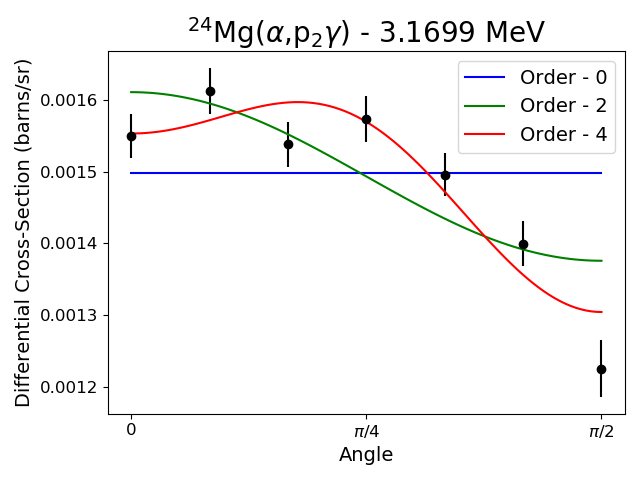 ²⁴Mg(α,p₂γ) - 3.1699 MeV
Order - 0
Order - 2
Order - 4
Differential Cross-Section (barns/sr)
0.0016
0.0015
0.0014
0.0013
0.0012
0
π/4
π/2
Angle